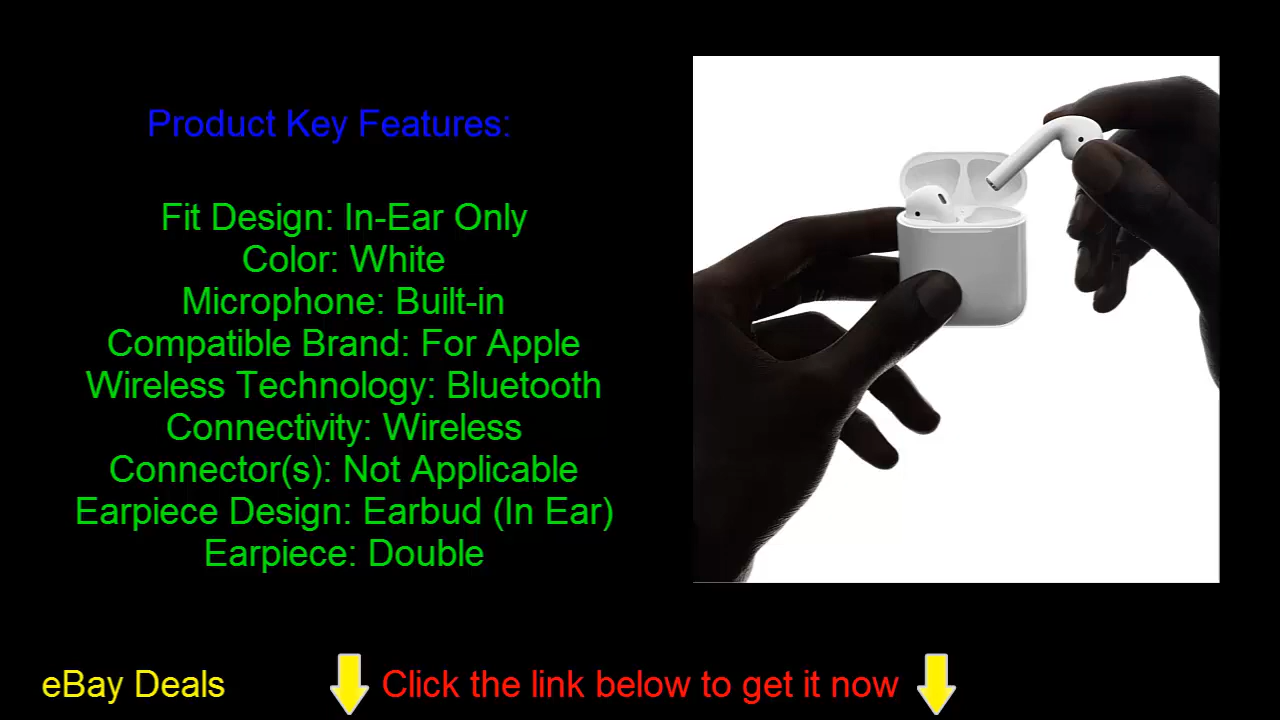 Product Key Features:
Fit Design: In-Ear Only
Color: White
Microphone: Built-in
Compatible Brand: For Apple
Wireless Technology: Bluetooth
Connectivity: Wireless
Connector(s): Not Applicable
Earpiece Design: Earbud (In Ear)
Earpiece: Double
eBay Deals
Click the link below to get it now